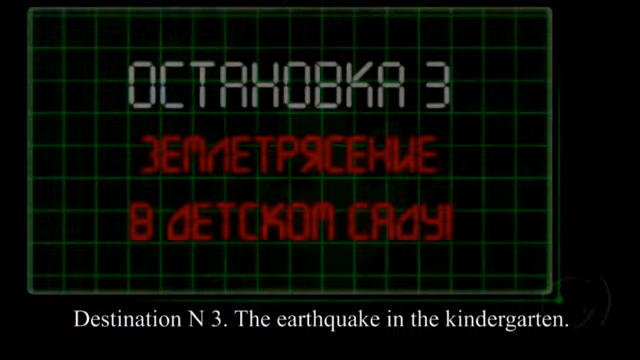 ОСТАНОВКА 3
ЗЕМЛЕТРЯСЕНИЕ
В ДЕТСКОМ САДУ!
Destination N 3. The earthquake in the kindergarten.